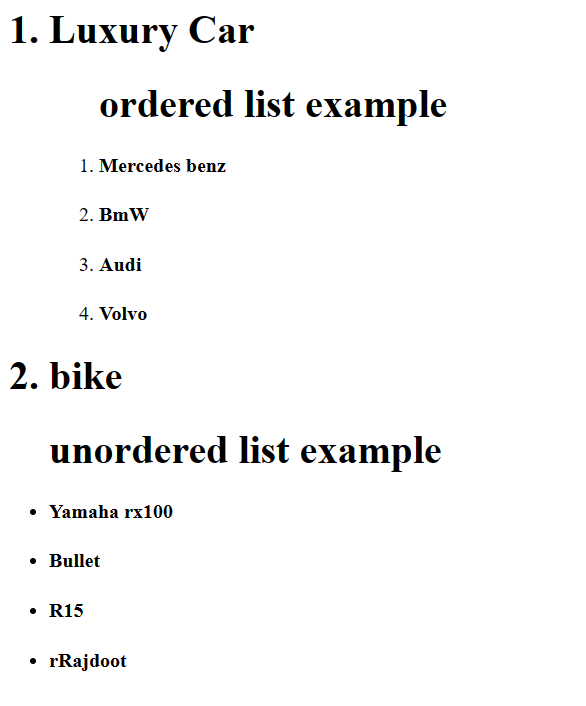 1. Luxury Car
ordered list example
1. Mercedes benz
2. BmW
3. Audi
4. Volvo
2. bike
unordered list example
• Yamaha rx100
• Bullet
• R15
• rRajdoot